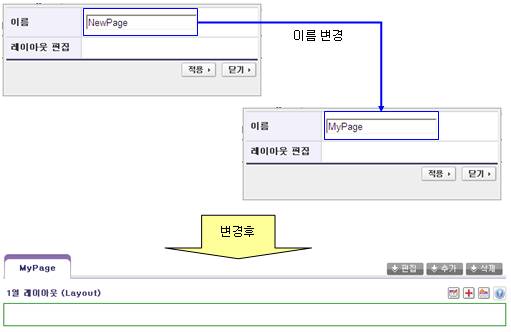 이름 NewPage
레이아웃 편집
적용 닫기
이름 변경
이름 MyPage
레이아웃 편집
적용 닫기
변경후
MyPage 편집 추가 삭제
1열 레이아웃 (Layout)